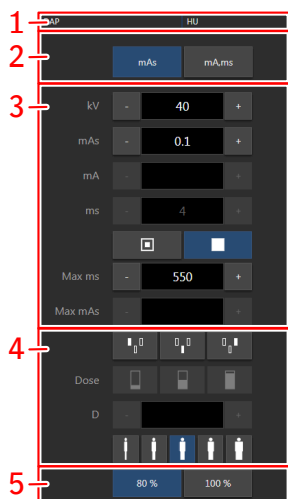 1 AP HU
2 mAs mA,ms
3
kV - 40 +
mAs - 0.1 +
mA - +
ms - 4 +
Max ms - 550 +
Max mAs - +
4
Dose
D - +
5 80 % 100 %